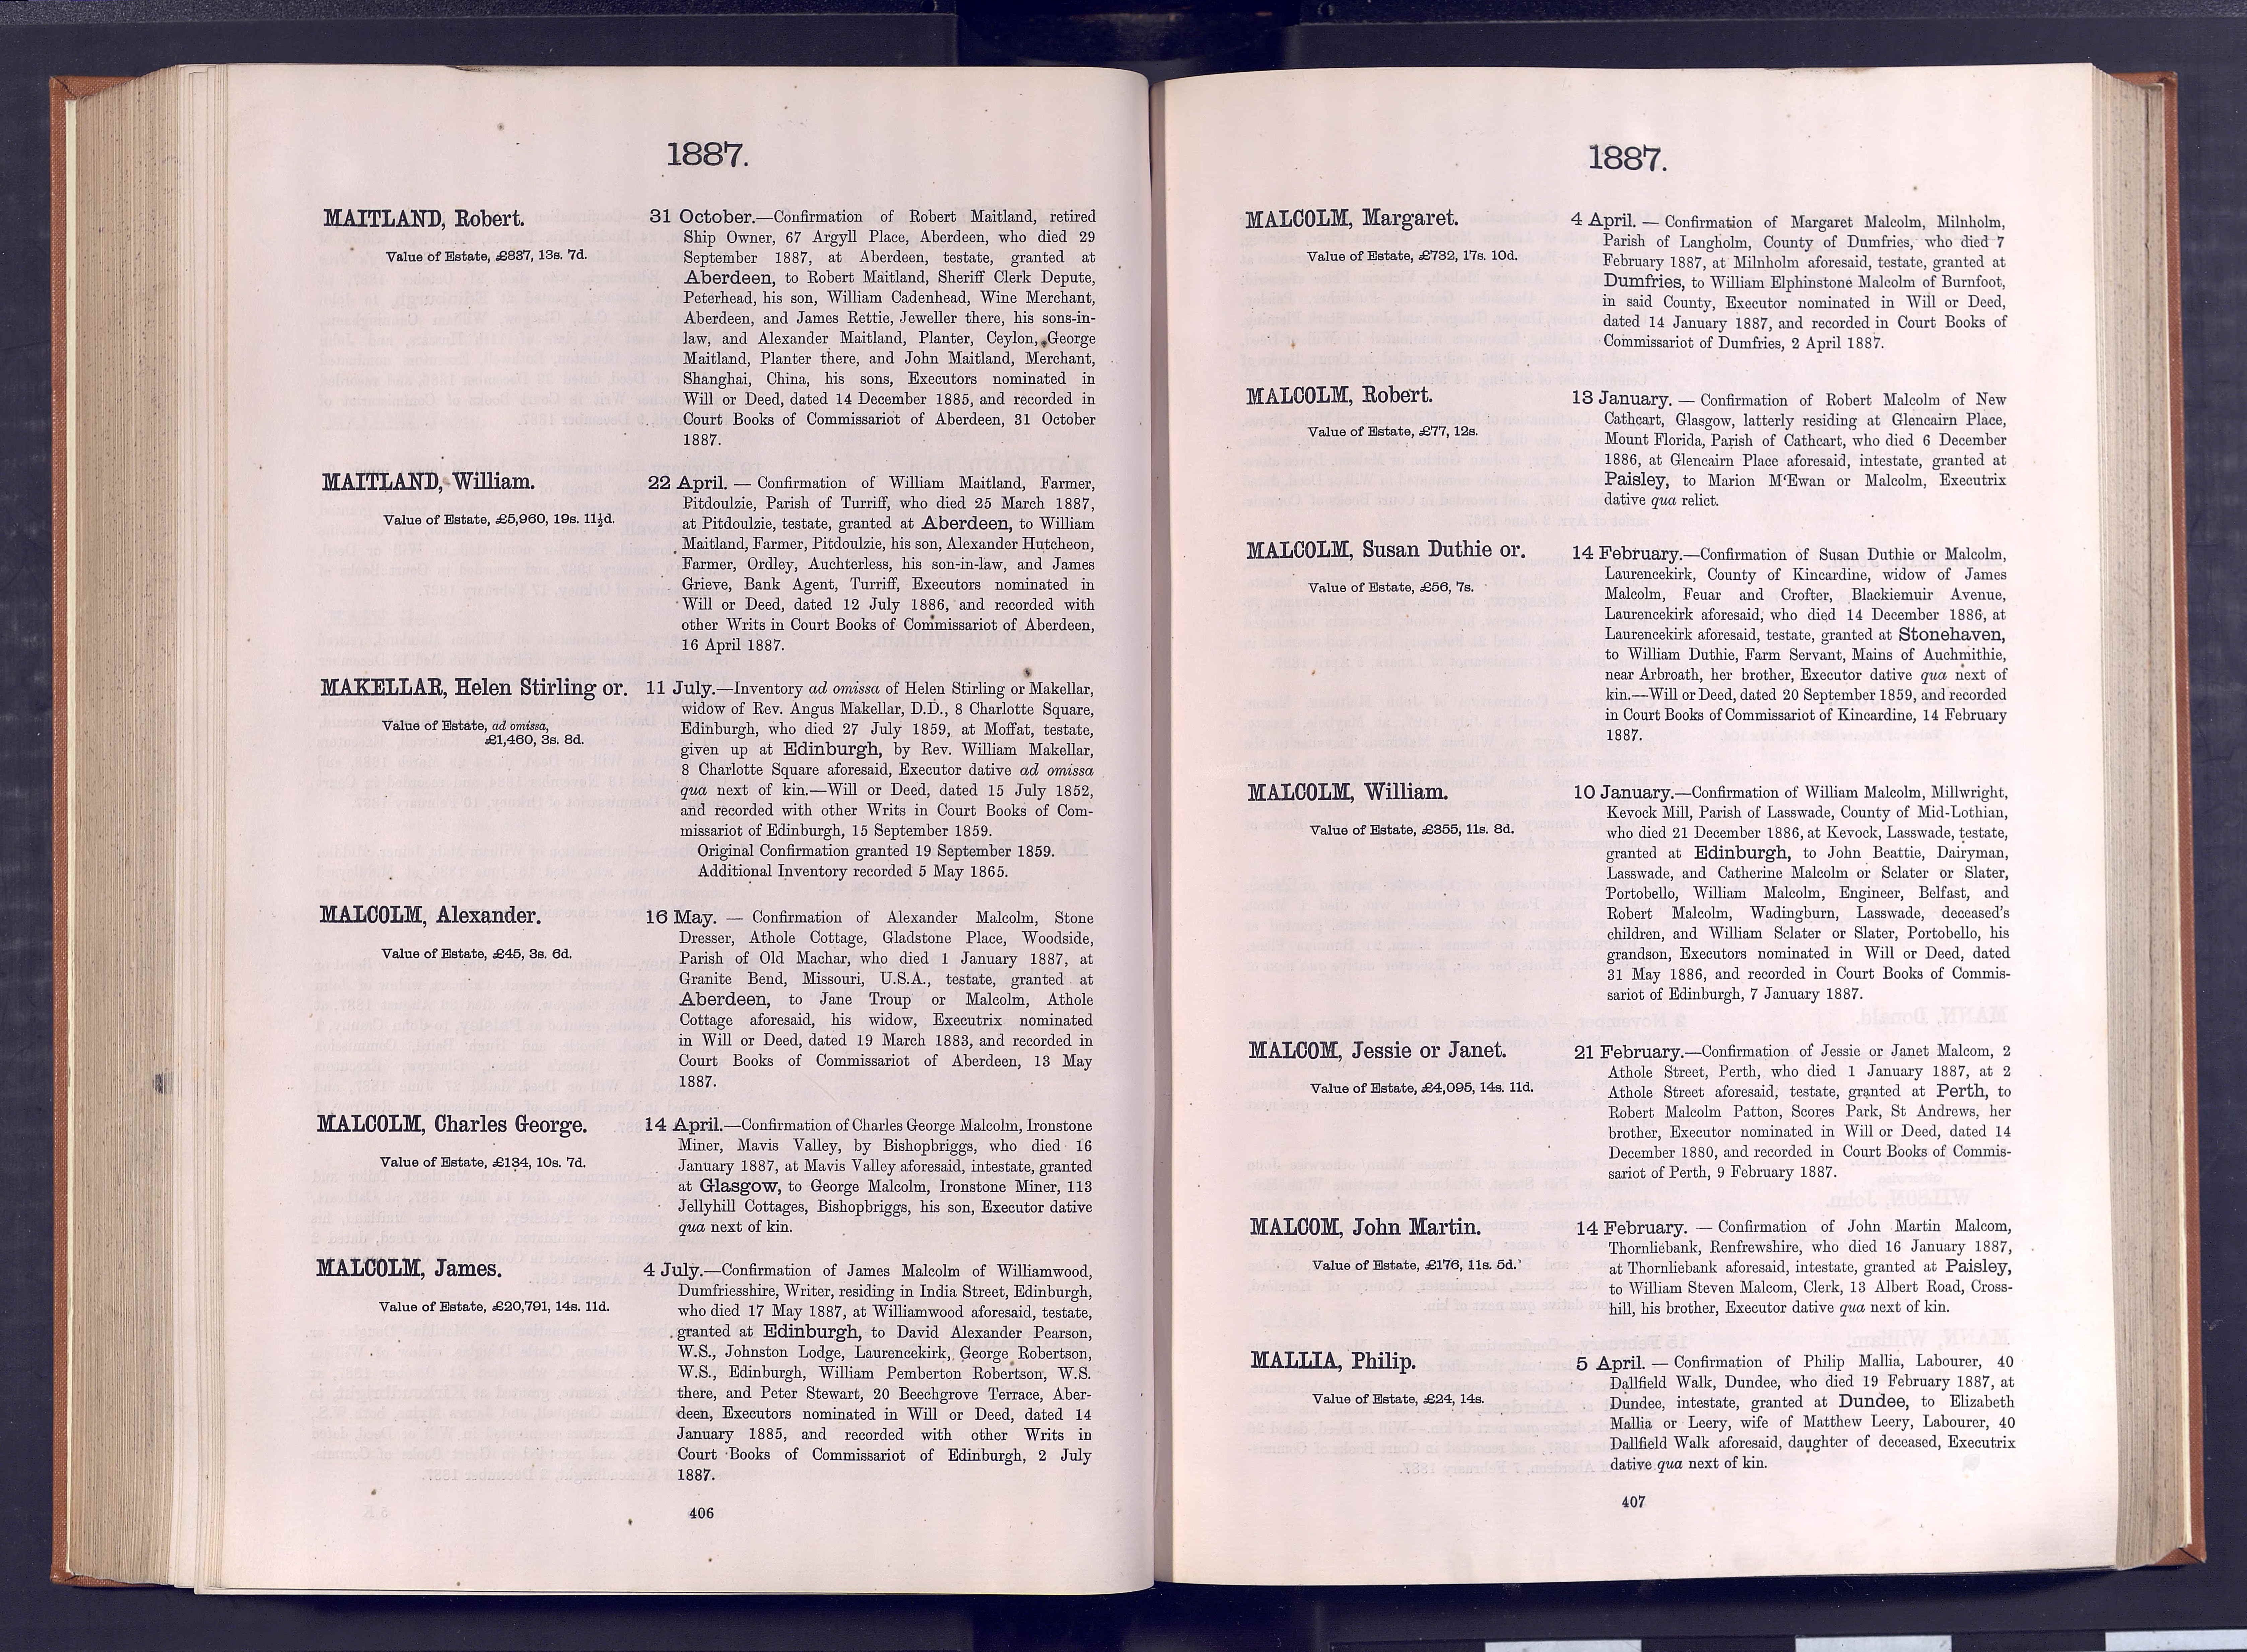 1887.
MAITLAND, Robert.
Value of Estate, £837, 13s. 7d.
31 October.—Confirmation of Robert Maitland, retired
Ship Owner, 67 Argyll Place, Aberdeen, who died 29
September 1887, at Aberdeen, testate, granted at
Aberdeen, to Robert Maitland, Sheriff Clerk Depute,
Peterhead, his son, William Cadenhead, Wine Merchant,
Aberdeen, and James Rettie, Jeweller there, his sons-in-
law, and Alexander Maitland, Planter, Ceylon, George
Maitland, Planter there, and John Maitland, Merchant,
Shanghai, China, his sons, Executors nominated in
Will or Deed, dated 14 December 1885, and recorded in
Court Books of Commissariot of Aberdeen, 31 October
1887.
MAITLAND, William.
Value of Estate, £5,960, 19s. 11½d.
22 April. — Confirmation of William Maitland, Farmer,
Pitdoulzie, Parish of Turriff, who died 25 March 1887,
at Pitdoulzie, testate, granted at Aberdeen, to William
Maitland, Farmer, Pitdoulzie, his son, Alexander Hutcheon,
Farmer, Ordley, Auchterless, his son-in-law, and James
Grieve, Bank Agent, Turriff, Executors nominated in
Will or Deed, dated 12 July 1886, and recorded with
other Writs in Court Books of Commissariot of Aberdeen,
16 April 1887.
MAKELLAR, Helen Stirling or.
Value of Estate, ad omissa,
£1,460, 3s. 8d.
11 July.—Inventory ad omissa of Helen Stirling or Makellar,
widow of Rev. Angus Makellar, D.D., 8 Charlotte Square,
Edinburgh, who died 27 July 1859, at Moffat, testate,
given up at Edinburgh, by Rev. William Makellar,
8 Charlotte Square aforesaid, Executor dative ad omissa
qua next of kin.—Will or Deed, dated 15 July 1852,
and recorded with other Writs in Court Books of Com-
missariot of Edinburgh, 15 September 1859.
Original Confirmation granted 19 September 1859.
Additional Inventory recorded 5 May 1865.
MALCOLM, Alexander.
Value of Estate, £45, 3s. 6d.
16 May. — Confirmation of Alexander Malcolm, Stone
Dresser, Athole Cottage, Gladstone Place, Woodside,
Parish of Old Machar, who died 1 January 1887, at
Granite Bend, Missouri, U.S.A., testate, granted at
Aberdeen, to Jane Troup or Malcolm, Athole
Cottage aforesaid, his widow, Executrix nominated
in Will or Deed, dated 19 March 1883, and recorded in
Court Books of Commissariot of Aberdeen, 13 May
1887.
MALCOLM, Charles George.
Value of Estate, £134, 10s. 7d.
14 April.—Confirmation of Charles George Malcolm, Ironstone
Miner, Mavis Valley, by Bishopbriggs, who died 16
January 1887, at Mavis Valley aforesaid, intestate, granted
at Glasgow, to George Malcolm, Ironstone Miner, 113
Jellyhill Cottages, Bishopbriggs, his son, Executor dative
qua next of kin.
MALCOLM, James.
Value of Estate, £20,791, 14s. 11d.
4 July.—Confirmation of James Malcolm of Williamwood,
Dumfriesshire, Writer, residing in India Street, Edinburgh,
who died 17 May 1887, at Williamwood aforesaid, testate,
granted at Edinburgh, to David Alexander Pearson,
W.S., Johnston Lodge, Laurencekirk, George Robertson,
W.S., Edinburgh, William Pemberton Robertson, W.S.
there, and Peter Stewart, 20 Beechgrove Terrace, Aber-
deen, Executors nominated in Will or Deed, dated 14
January 1885, and recorded with other Writs in
Court Books of Commissariot of Edinburgh, 2 July
1887.
406
1887.
MALCOLM, Margaret.
Value of Estate, £732, 17s. 10d.
4 April. — Confirmation of Margaret Malcolm, Milnholm,
Parish of Langholm, County of Dumfries, who died 7
February 1887, at Milnholm aforesaid, testate, granted at
Dumfries, to William Elphinstone Malcolm of Burnfoot,
in said County, Executor nominated in Will or Deed,
dated 14 January 1887, and recorded in Court Books of
Commissariot of Dumfries, 2 April 1887.
MALCOLM, Robert.
Value of Estate, £77, 12s.
13 January. — Confirmation of Robert Malcolm of New
Cathcart, Glasgow, latterly residing at Glencairn Place,
Mount Florida, Parish of Cathcart, who died 6 December
1886, at Glencairn Place aforesaid, intestate, granted at
Paisley, to Marion M‘Ewan or Malcolm, Executrix
dative qua relict.
MALCOLM, Susan Duthie or.
Value of Estate, £56, 7s.
14 February.—Confirmation of Susan Duthie or Malcolm,
Laurencekirk, County of Kincardine, widow of James
Malcolm, Feuar and Crofter, Blackiemuir Avenue,
Laurencekirk aforesaid, who died 14 December 1886, at
Laurencekirk aforesaid, testate, granted at Stonehaven,
to William Duthie, Farm Servant, Mains of Auchmithie,
near Arbroath, her brother, Executor dative qua next of
kin.—Will or Deed, dated 20 September 1859, and recorded
in Court Books of Commissariot of Kincardine, 14 February
1887.
MALCOLM, William.
Value of Estate, £355, 11s. 8d.
10 January.—Confirmation of William Malcolm, Millwright,
Kevock Mill, Parish of Lasswade, County of Mid-Lothian,
who died 21 December 1886, at Kevock, Lasswade, testate,
granted at Edinburgh, to John Beattie, Dairyman,
Lasswade, and Catherine Malcolm or Sclater or Slater,
Portobello, William Malcolm, Engineer, Belfast, and
Robert Malcolm, Wadingburn, Lasswade, deceased's
children, and William Sclater or Slater, Portobello, his
grandson, Executors nominated in Will or Deed, dated
31 May 1886, and recorded in Court Books of Commis-
sariot of Edinburgh, 7 January 1887.
MALCOM, Jessie or Janet.
Value of Estate, £4,095, 14s. 11d.
21 February.—Confirmation of Jessie or Janet Malcom, 2
Athole Street, Perth, who died 1 January 1887, at 2
Athole Street aforesaid, testate, granted at Perth, to
Robert Malcolm Patton, Scores Park, St Andrews, her
brother, Executor nominated in Will or Deed, dated 14
December 1880, and recorded in Court Books of Commis-
sariot of Perth, 9 February 1887.
MALCOM, John Martin.
Value of Estate, £176, 11s. 5d.
14 February. — Confirmation of John Martin Malcom,
Thornliebank, Renfrewshire, who died 16 January 1887,
at Thornliebank aforesaid, intestate, granted at Paisley,
to William Steven Malcom, Clerk, 13 Albert Road, Cross-
hill, his brother, Executor dative qua next of kin.
MALLIA, Philip.
Value of Estate, £24, 14s.
5 April. — Confirmation of Philip Mallia, Labourer, 40
Dallfield Walk, Dundee, who died 19 February 1887, at
Dundee, intestate, granted at Dundee, to Elizabeth
Mallia or Leery, wife of Matthew Leery, Labourer, 40
Dallfield Walk aforesaid, daughter of deceased, Executrix
dative qua next of kin.
407